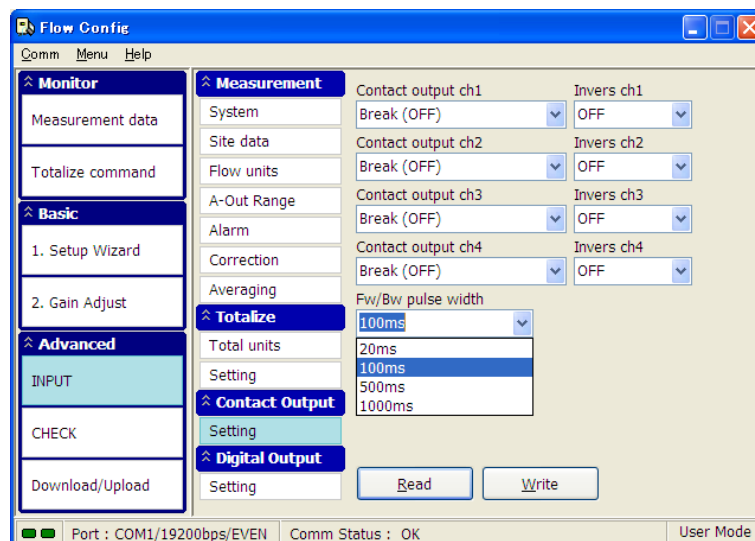 Flow Config
Comm Menu Help
Monitor
Measurement data
Totalize command
Basic
1. Setup Wizard
2. Gain Adjust
Advanced
INPUT
CHECK
Download/Upload
Measurement
System
Site data
Flow units
A-Out Range
Alarm
Correction
Averaging
Totalize
Total units
Setting
Contact Output
Setting
Digital Output
Setting
Contact output ch1 Invers ch1
Break (OFF) OFF
Contact output ch2 Invers ch2
Break (OFF) OFF
Contact output ch3 Invers ch3
Break (OFF) OFF
Contact output ch4 Invers ch4
Break (OFF) OFF
Fw/Bw pulse width
100ms
20ms
100ms
500ms
1000ms
Read Write
Port : COM1/19200bps/EVEN Comm Status : OK User Mode